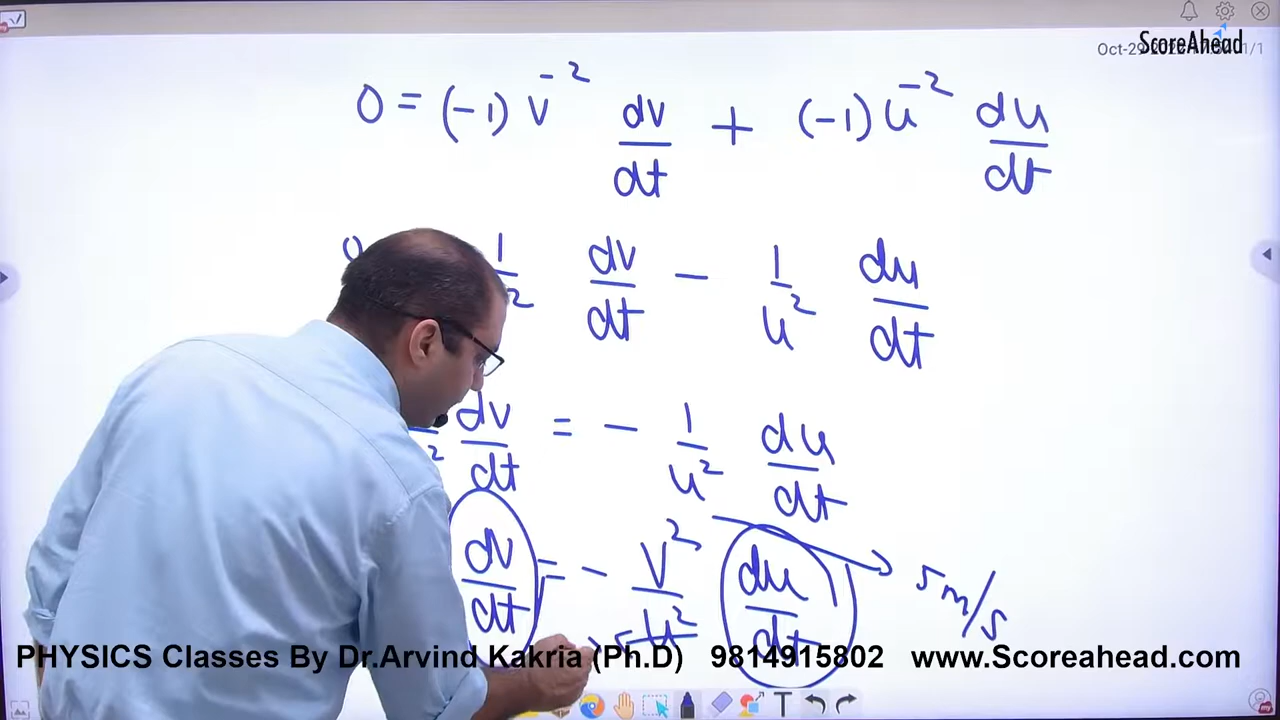 ScoreAhead
0 = (-1) v⁻² dv/dt + (-1) u⁻² du/dt
dv/dt - 1/u² du/dt
dv/dt = - 1/u² du/dt
dv/dt = - v²/u² du/dt → 5 m/s
PHYSICS Classes By Dr.Arvind Kakria (Ph.D) 9814915802 www.Scoreahead.com